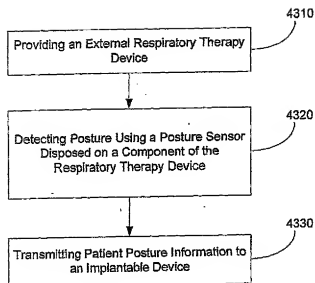 4310
Providing an External Respiratory Therapy
Device
4320
Detecting Posture Using a Posture Sensor
Disposed on a Component of the
Respiratory Therapy Device
4330
Transmitting Patient Posture Information to
an Implantable Device